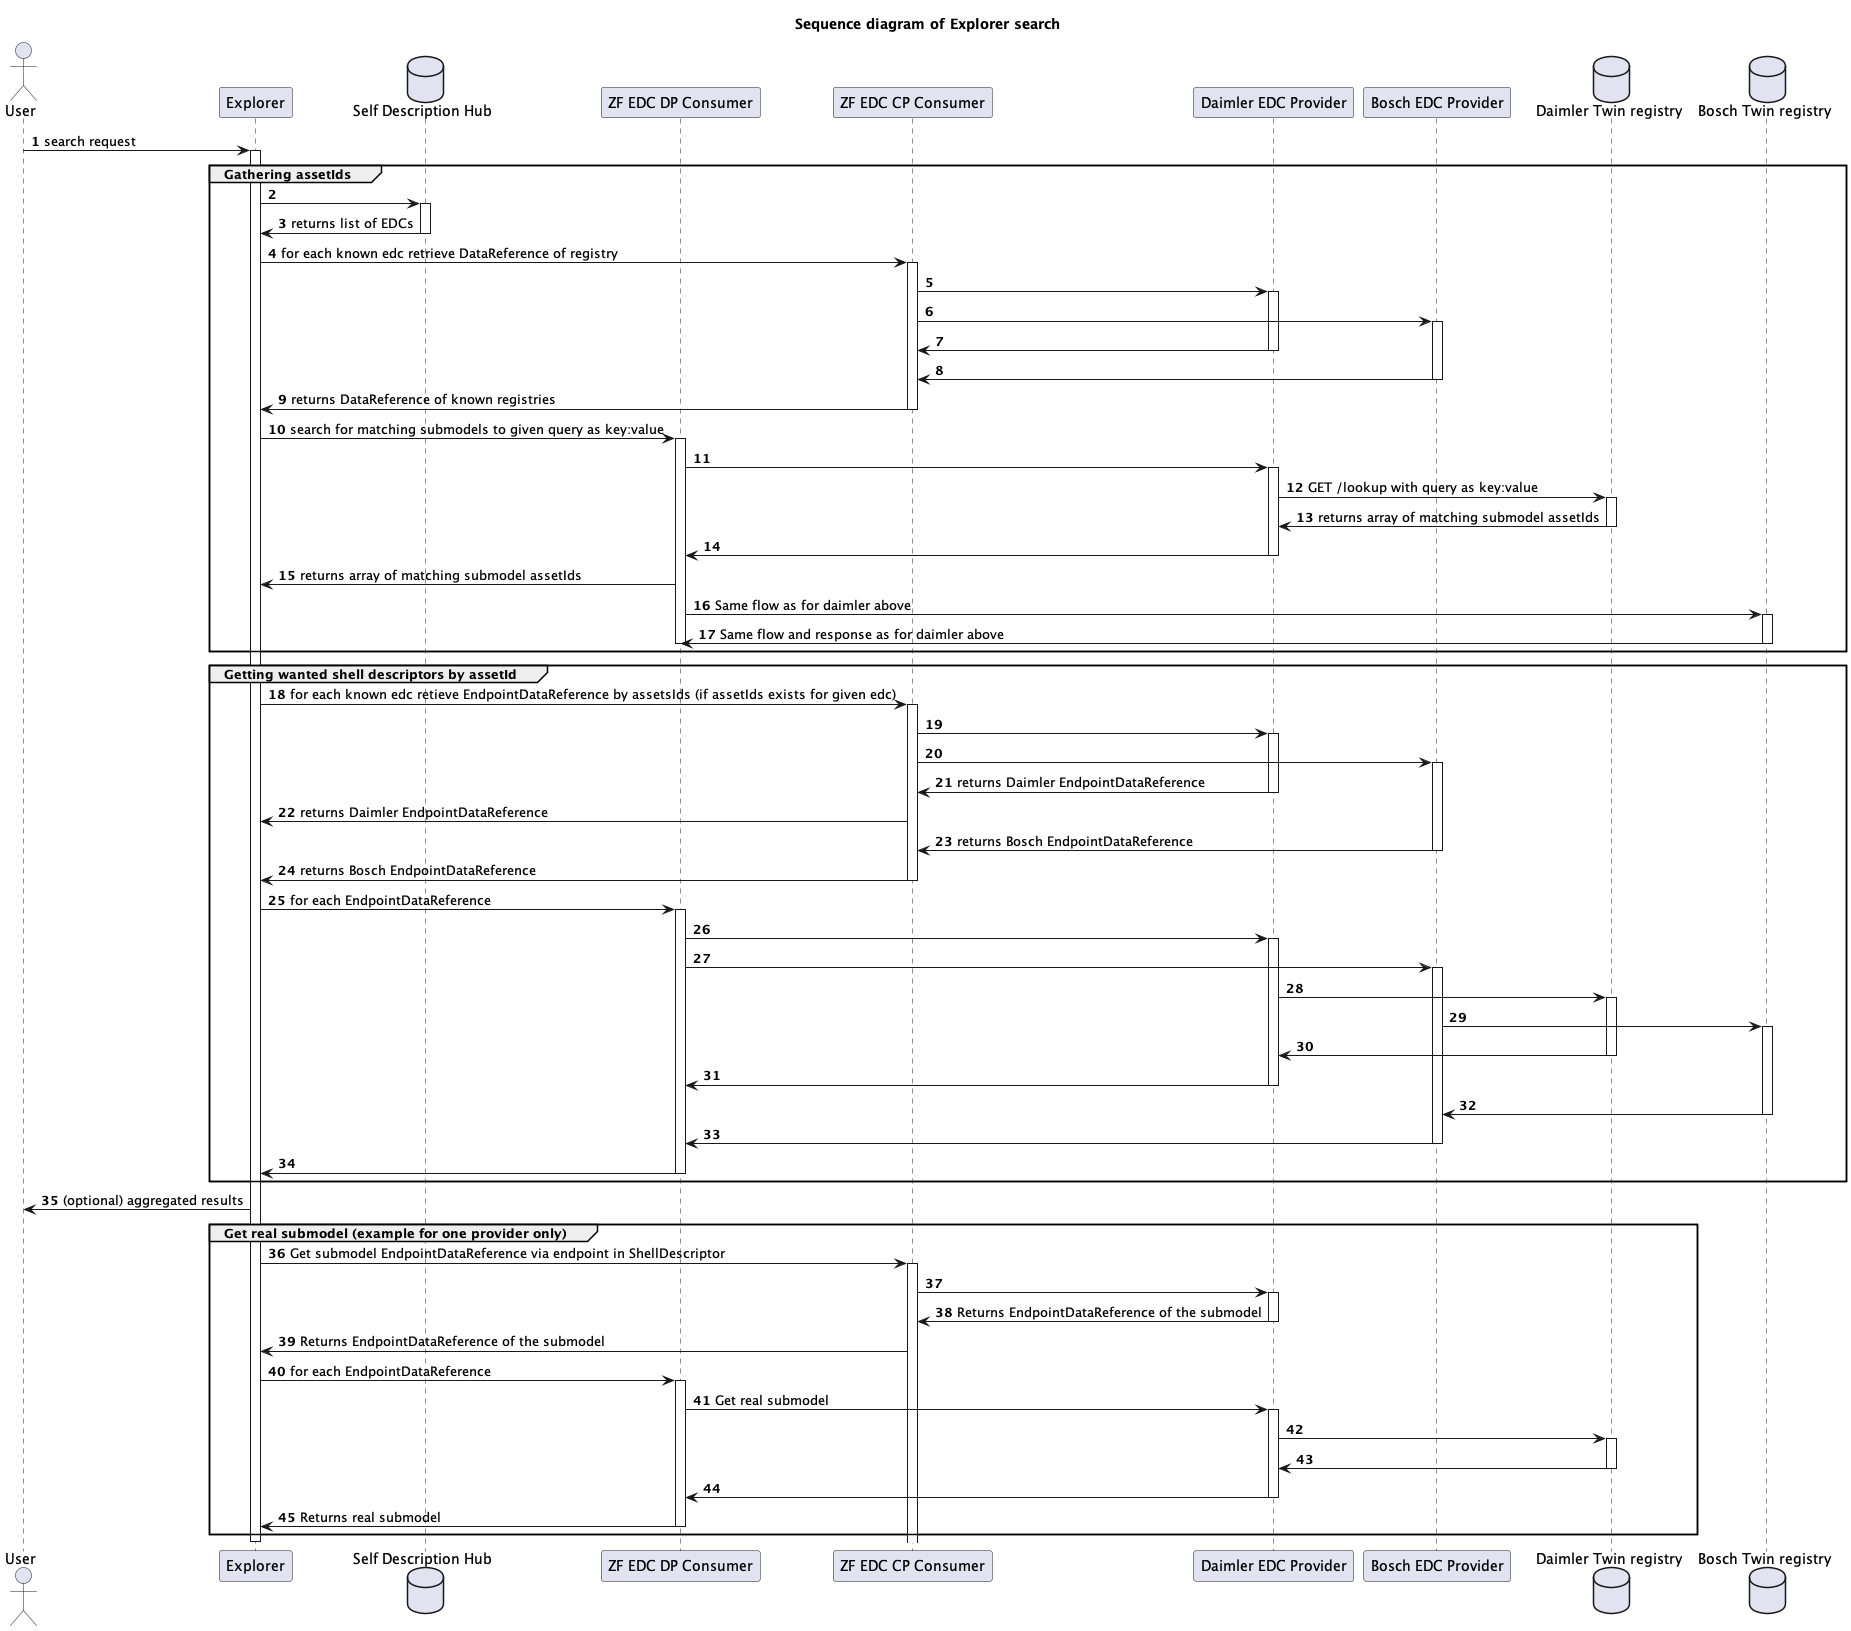 Sequence diagram of Explorer search
User
Explorer
Self Description Hub
ZF EDC DP Consumer
ZF EDC CP Consumer
Daimler EDC Provider
Bosch EDC Provider
Daimler Twin registry
Bosch Twin registry
1 search request
Gathering assetIds
2
3 returns list of EDCs
4 for each known edc retrieve DataReference of registry
5
6
7
8
9 returns DataReference of known registries
10 search for matching submodels to given query as key:value
11
12 GET /lookup with query as key:value
13 returns array of matching submodel assetIds
14
15 returns array of matching submodel assetIds
16 Same flow as for daimler above
17 Same flow and response as for daimler above
Getting wanted shell descriptors by assetId
18 for each known edc retieve EndpointDataReference by assetsIds (if assetIds exists for given edc)
19
20
21 returns Daimler EndpointDataReference
22 returns Daimler EndpointDataReference
23 returns Bosch EndpointDataReference
24 returns Bosch EndpointDataReference
25 for each EndpointDataReference
26
27
28
29
30
31
32
33
34
35 (optional) aggregated results
Get real submodel (example for one provider only)
36 Get submodel EndpointDataReference via endpoint in ShellDescriptor
37
38 Returns EndpointDataReference of the submodel
39 Returns EndpointDataReference of the submodel
40 for each EndpointDataReference
41 Get real submodel
42
43
44
45 Returns real submodel
User
Explorer
Self Description Hub
ZF EDC DP Consumer
ZF EDC CP Consumer
Daimler EDC Provider
Bosch EDC Provider
Daimler Twin registry
Bosch Twin registry